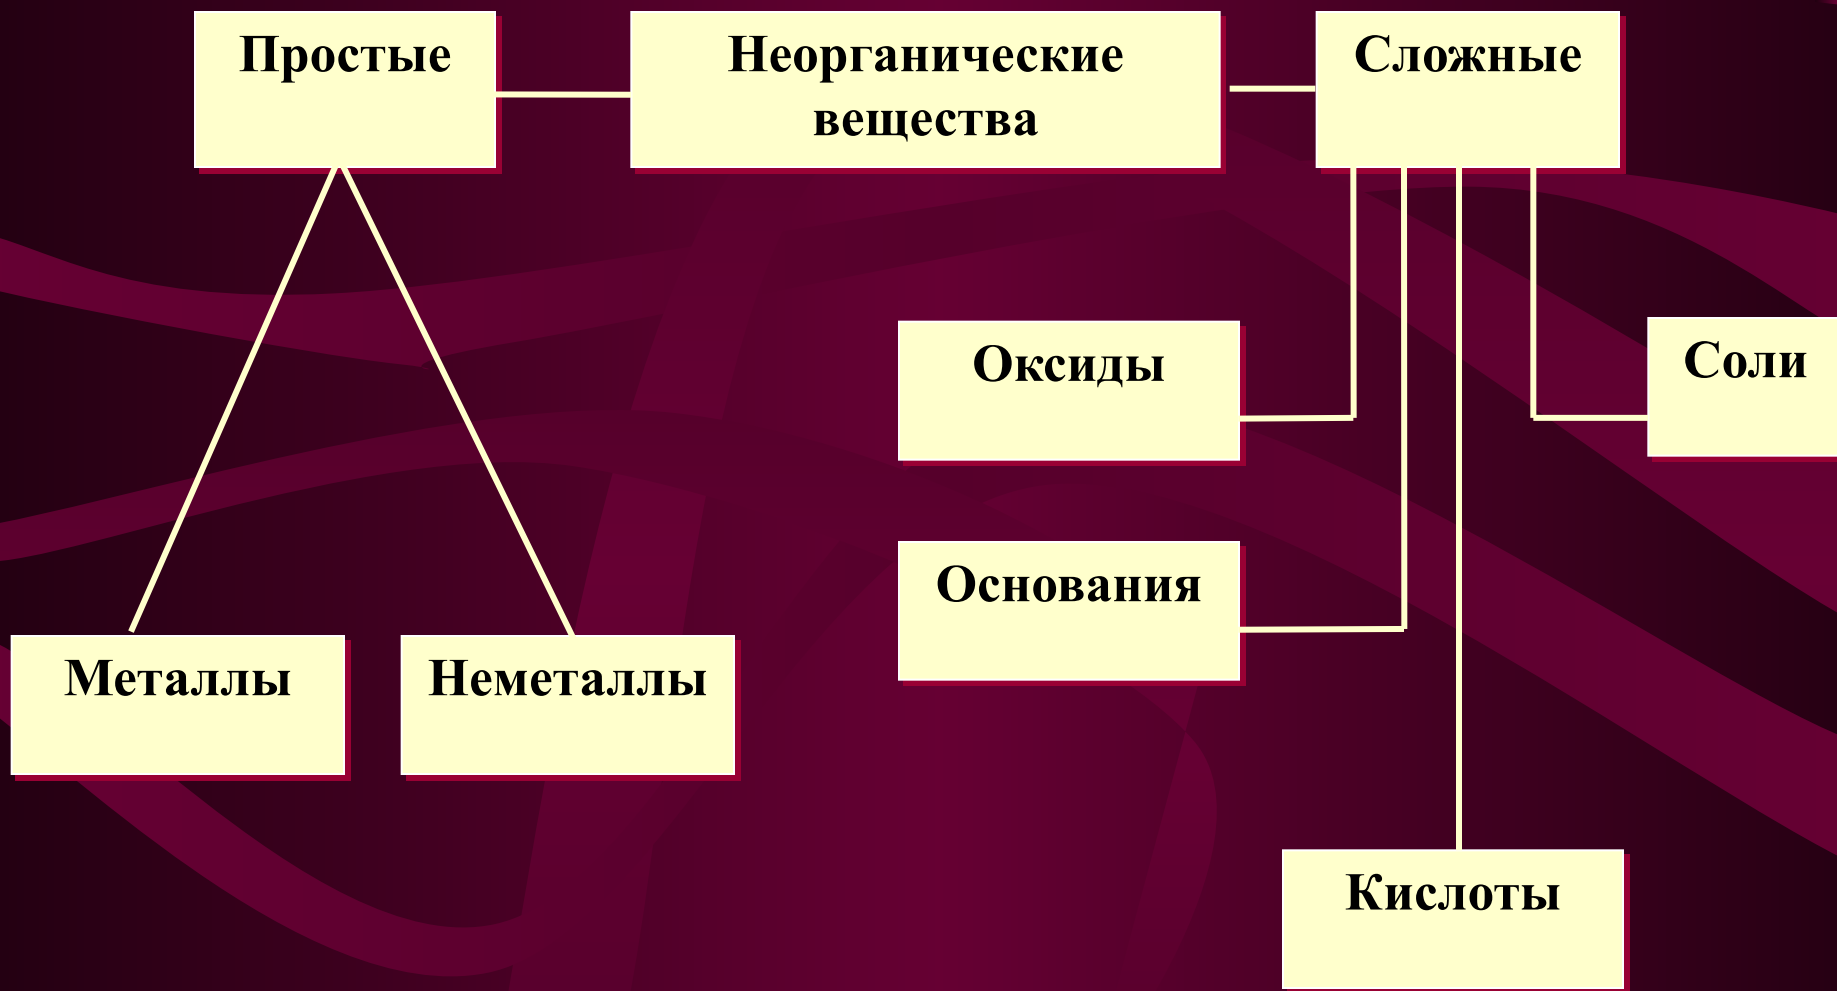 Простые
Неорганические
вещества
Сложные
Оксиды
Соли
Основания
Металлы
Неметаллы
Кислоты